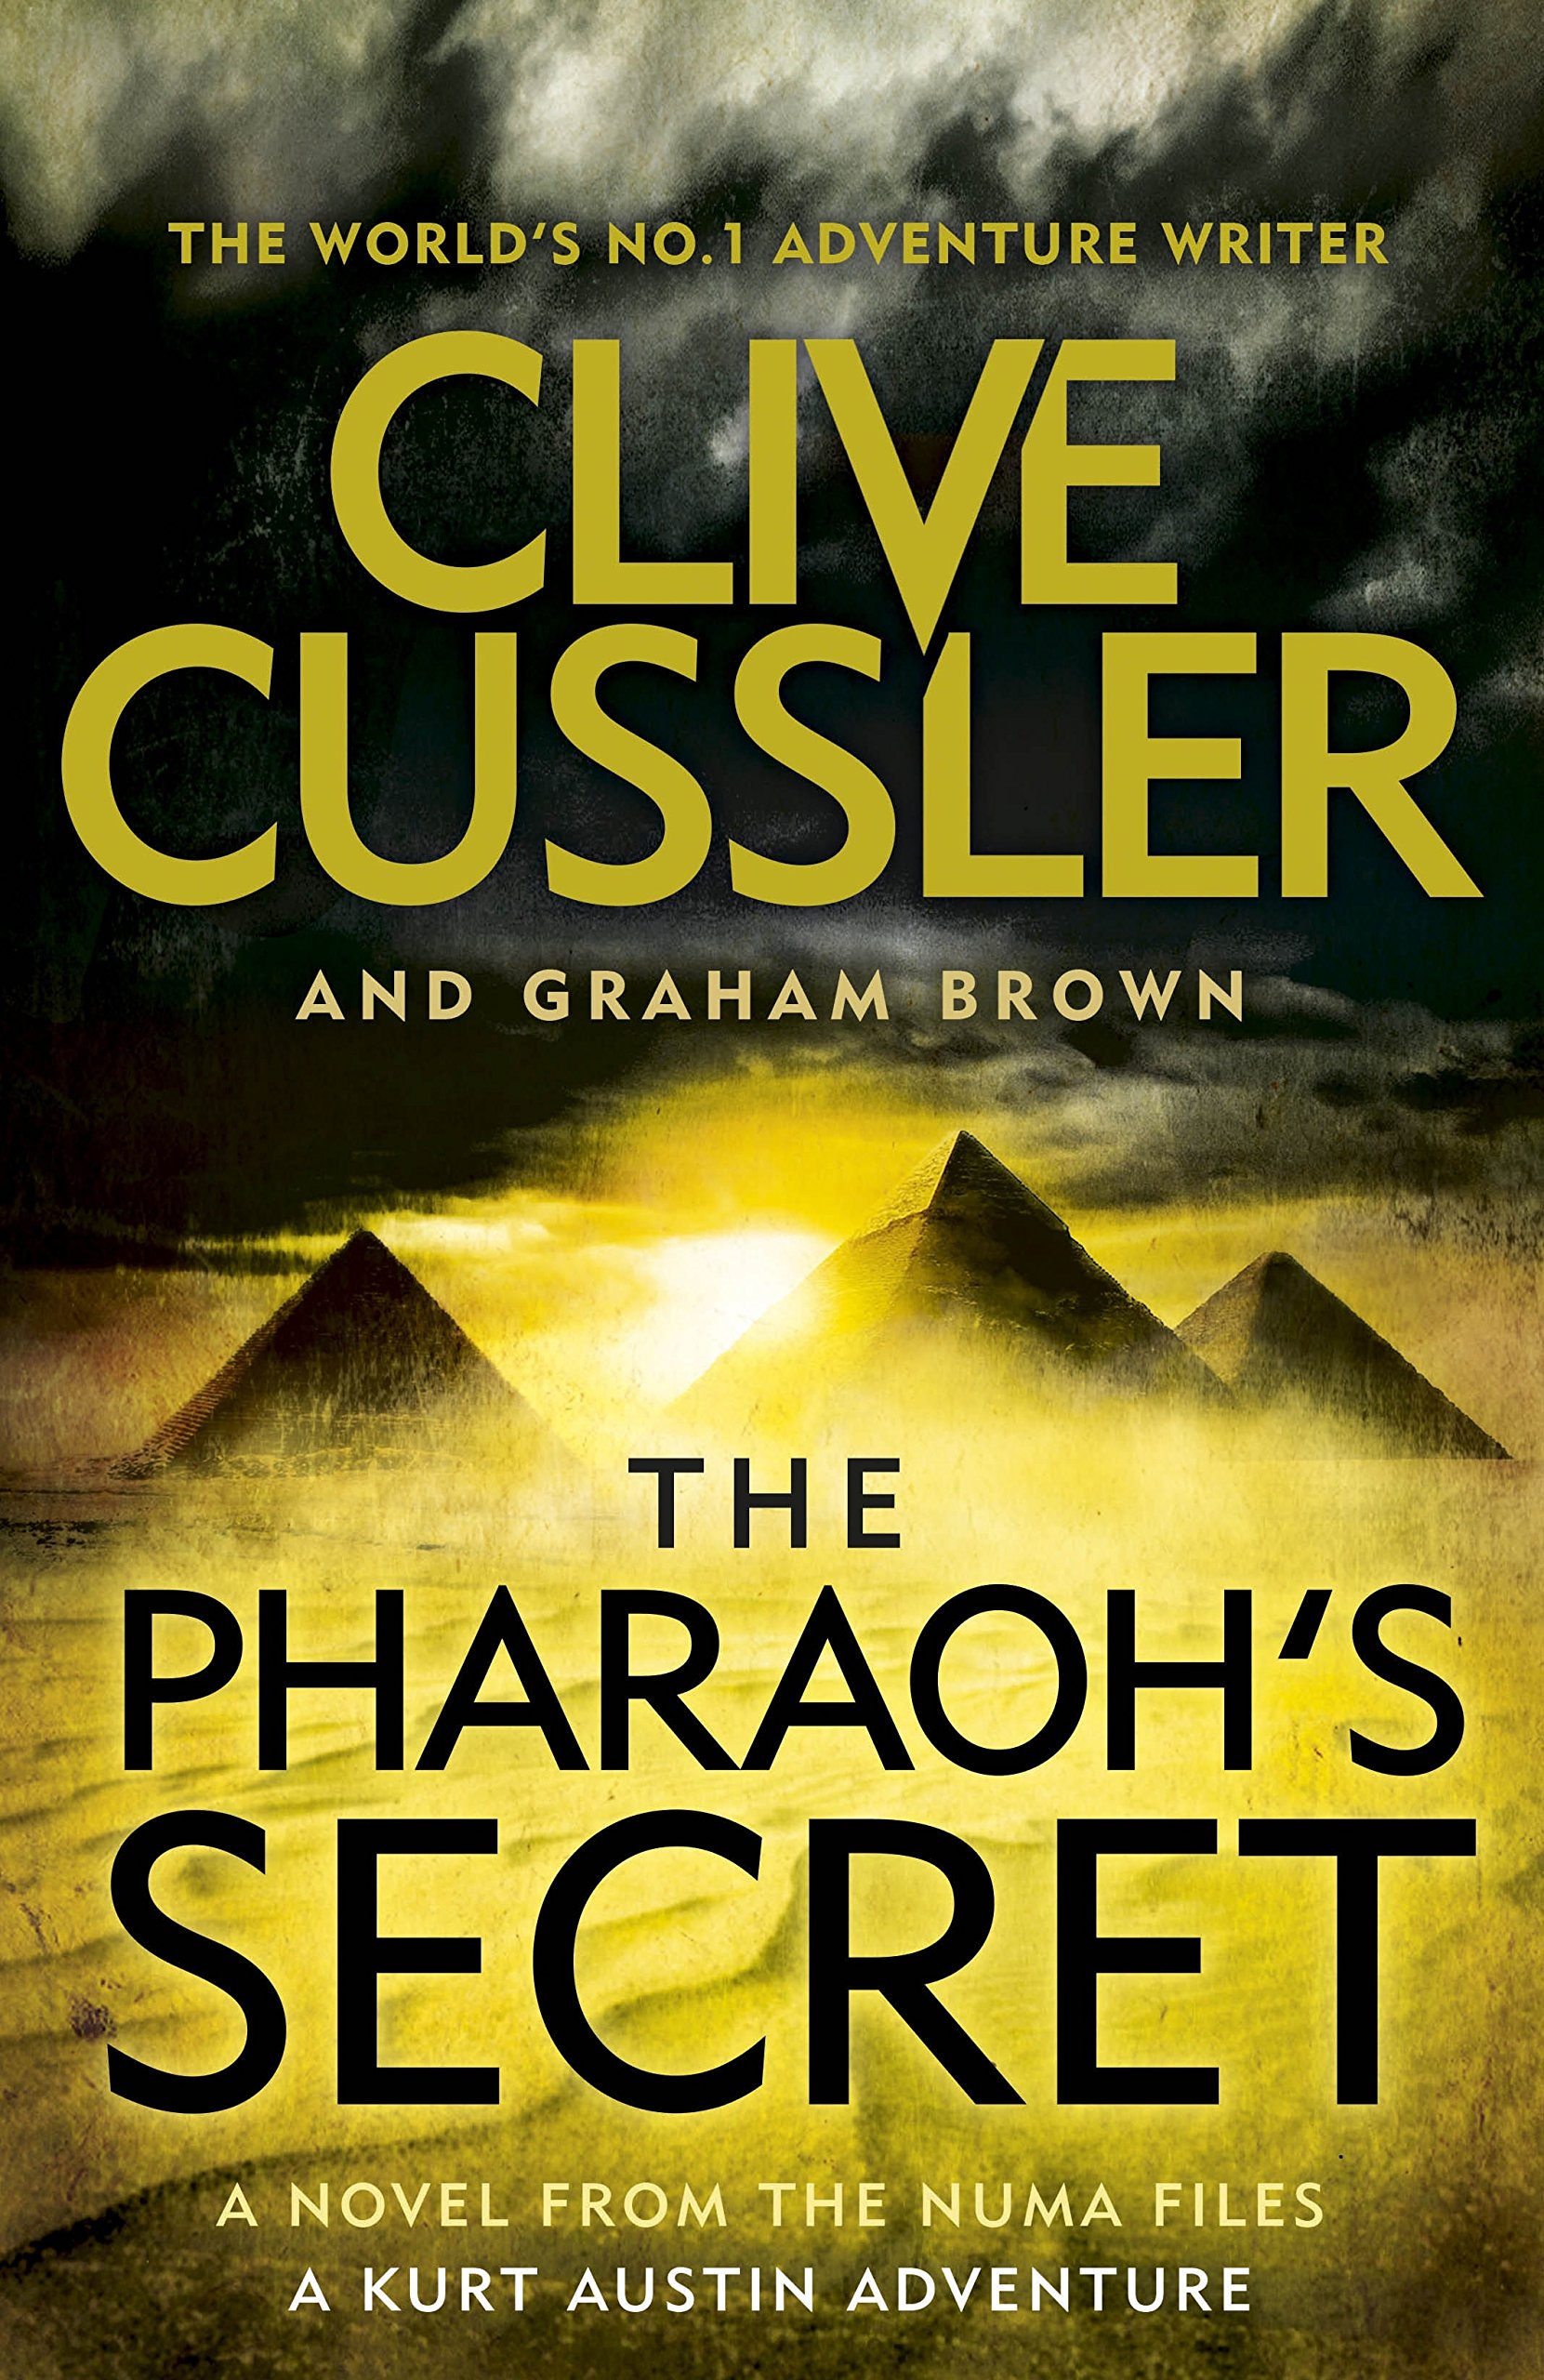 THE WORLD‘S NO.1 ADVENTURE WRITER
CLIVE
CUSSLER
AND GRAHAM BROWN
THE
PHARAOH‘S
SECRET
A NOVEL FROM THE NUMA FILES
A KURT AUSTIN ADVENTURE